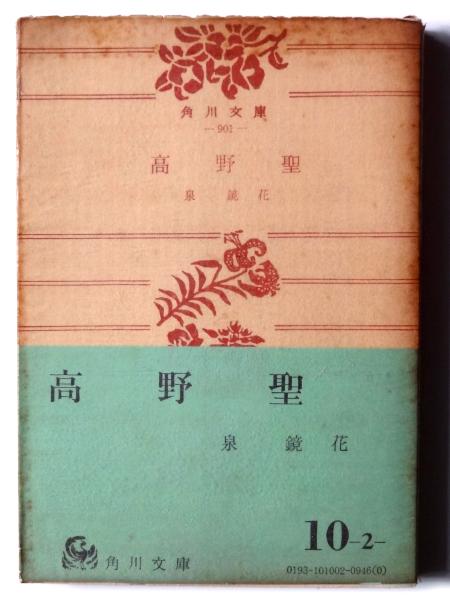 角川文庫
—901—
高野聖
泉鏡花
高野聖
泉鏡花
角川文庫
10-2-
0193-101002-0946(0)